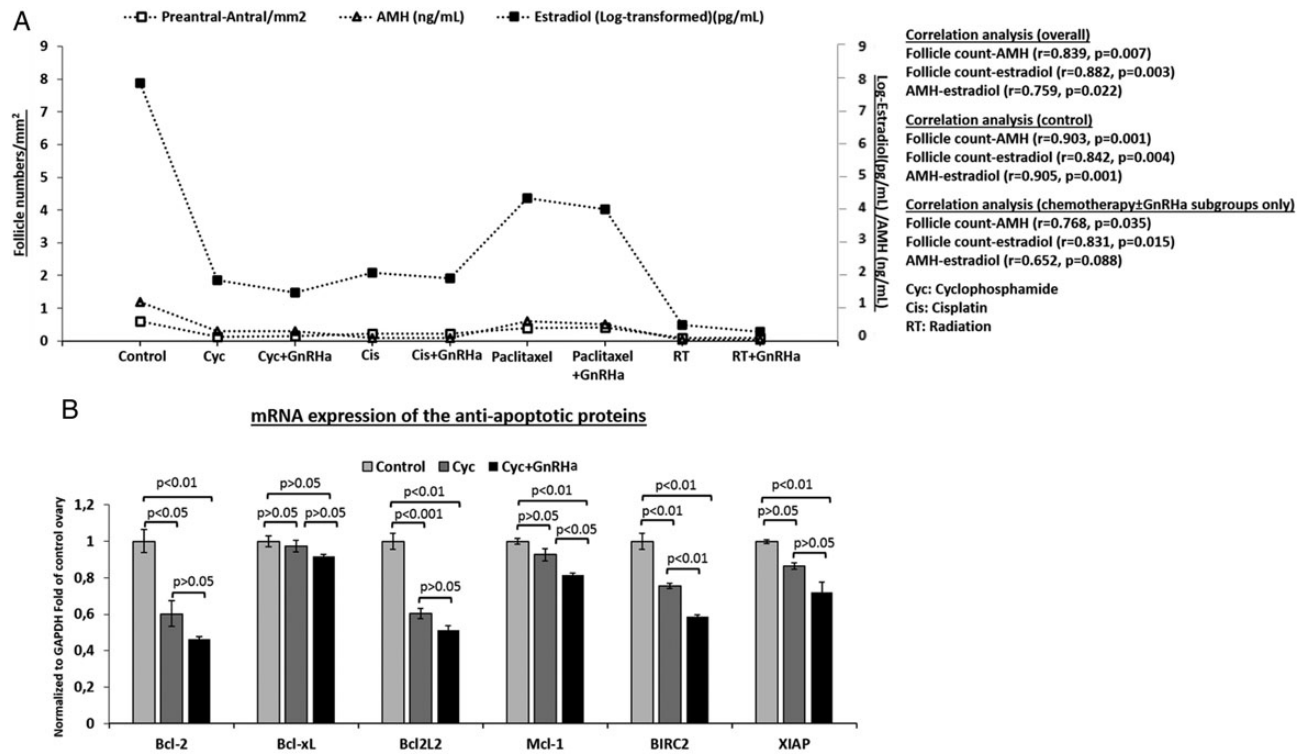 A
Preantral-Antral/mm2 AMH (ng/mL) Estradiol (Log-transformed)(pg/mL)
9
8
7
6
5
4
3
2
1
0
Follicle numbers/mm²
9
8
7
6
5
4
3
2
1
0
Log-Estradiol(pg/mL) /AMH (ng/mL)
Control Cyc Cyc+GnRHa Cis Cis+GnRHa Paclitaxel Paclitaxel RT RT+GnRHa
+GnRHa
Correlation analysis (overall)
Follicle count-AMH (r=0.839, p=0.007)
Follicle count-estradiol (r=0.882, p=0.003)
AMH-estradiol (r=0.759, p=0.022)
Correlation analysis (control)
Follicle count-AMH (r=0.903, p=0.001)
Follicle count-estradiol (r=0.842, p=0.004)
AMH-estradiol (r=0.905, p=0.001)
Correlation analysis (chemotherapy±GnRHa subgroups only)
Follicle count-AMH (r=0.768, p=0.035)
Follicle count-estradiol (r=0.831, p=0.015)
AMH-estradiol (r=0.652, p=0.088)
Cyc: Cyclophosphamide
Cis: Cisplatin
RT: Radiation
B
mRNA expression of the anti-apoptotic proteins
Control Cyc Cyc+GnRHa
Normalized to GAPDH Fold of control ovary
1,2
1
0,8
0,6
0,4
0,2
0
p<0.01
p<0.05
p>0.05
p>0.05
p>0.05 p>0.05
p<0.01
p<0.001
p>0.05
p<0.01
p>0.05
p<0.05
p<0.01
p<0.01
p<0.01
p<0.01
p>0.05
p>0.05
Bcl-2 Bcl-xL Bcl2L2 Mcl-1 BIRC2 XIAP